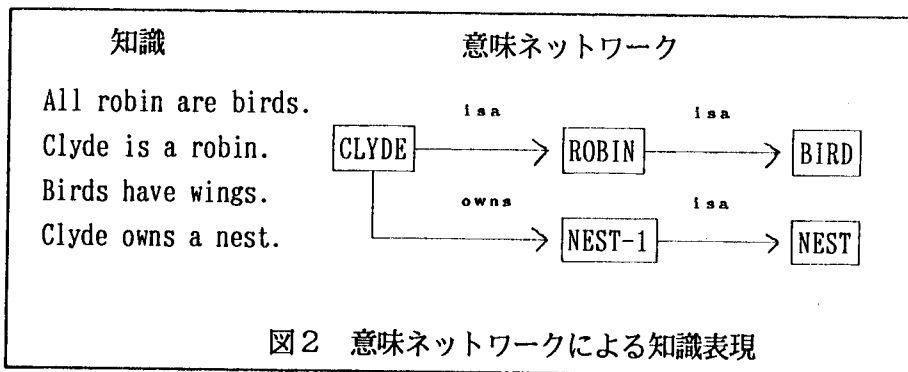 知識
意味ネットワーク
All robin are birds.
Clyde is a robin.
Birds have wings.
Clyde owns a nest.
isa isa
CLYDE ROBIN BIRD
owns isa
NEST-1 NEST
図2 意味ネットワークによる知識表現